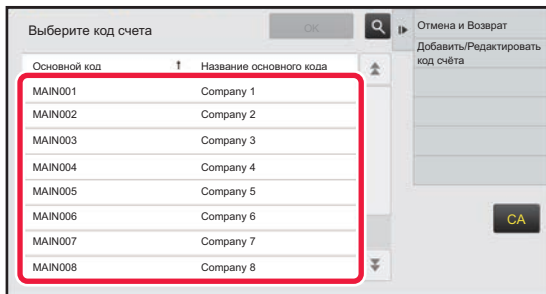 Выберите код счета
OK
Отмена и Возврат
Добавить/Редактировать
код счёта
Основной код
Название основного кода
MAIN001 Company 1
MAIN002 Company 2
MAIN003 Company 3
MAIN004 Company 4
MAIN005 Company 5
MAIN006 Company 6
MAIN007 Company 7
MAIN008 Company 8
CA